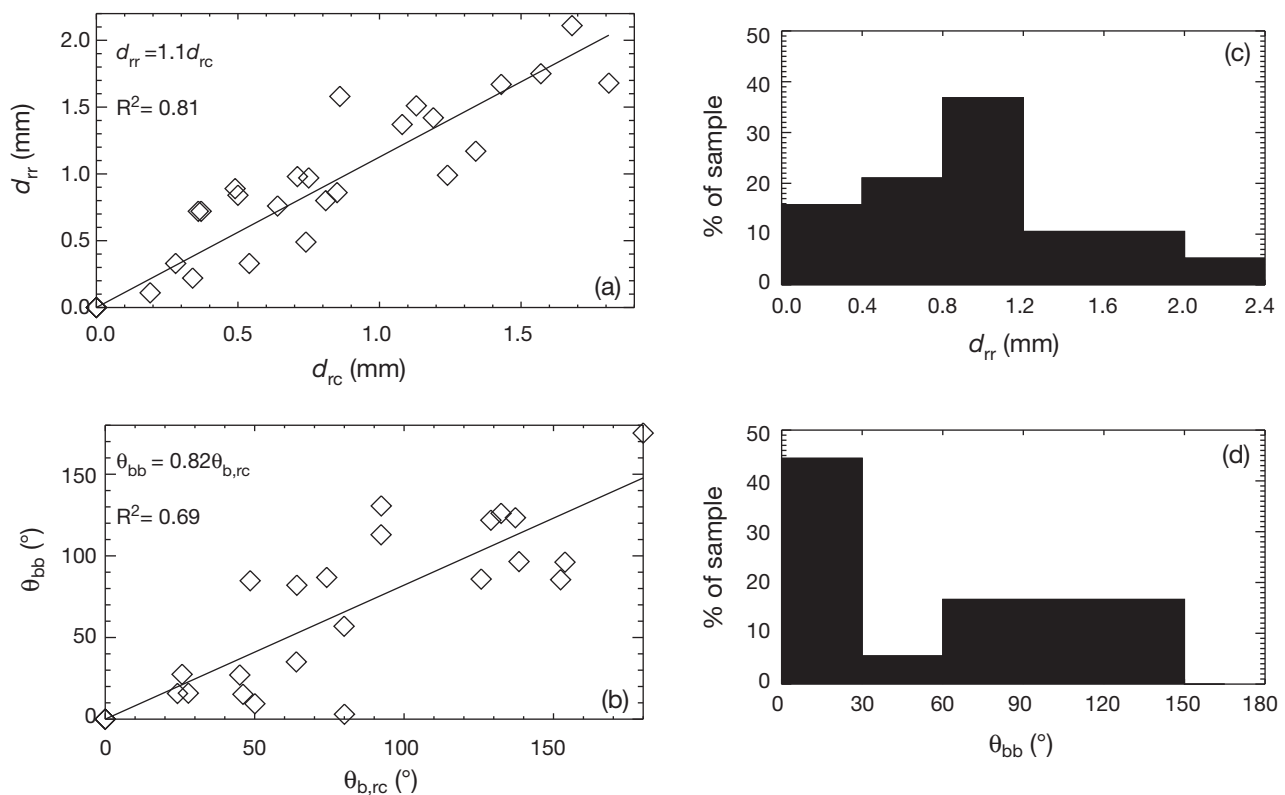 2.0
1.5
1.0
0.5
0.0
d_rr (mm)
d_rr =1.1d_rc
R²= 0.81
(a)
0.0 0.5 1.0 1.5
d_rc (mm)
50
40
30
20
10
0
% of sample
(c)
0.0 0.4 0.8 1.2 1.6 2.0 2.4
d_rr (mm)
150
100
50
0
θ_bb (°)
θ_bb = 0.82θ_b,rc
R²= 0.69
(b)
0 50 100 150
θ_b,rc (°)
50
40
30
20
10
0
% of sample
(d)
0 30 60 90 120 150 180
θ_bb (°)